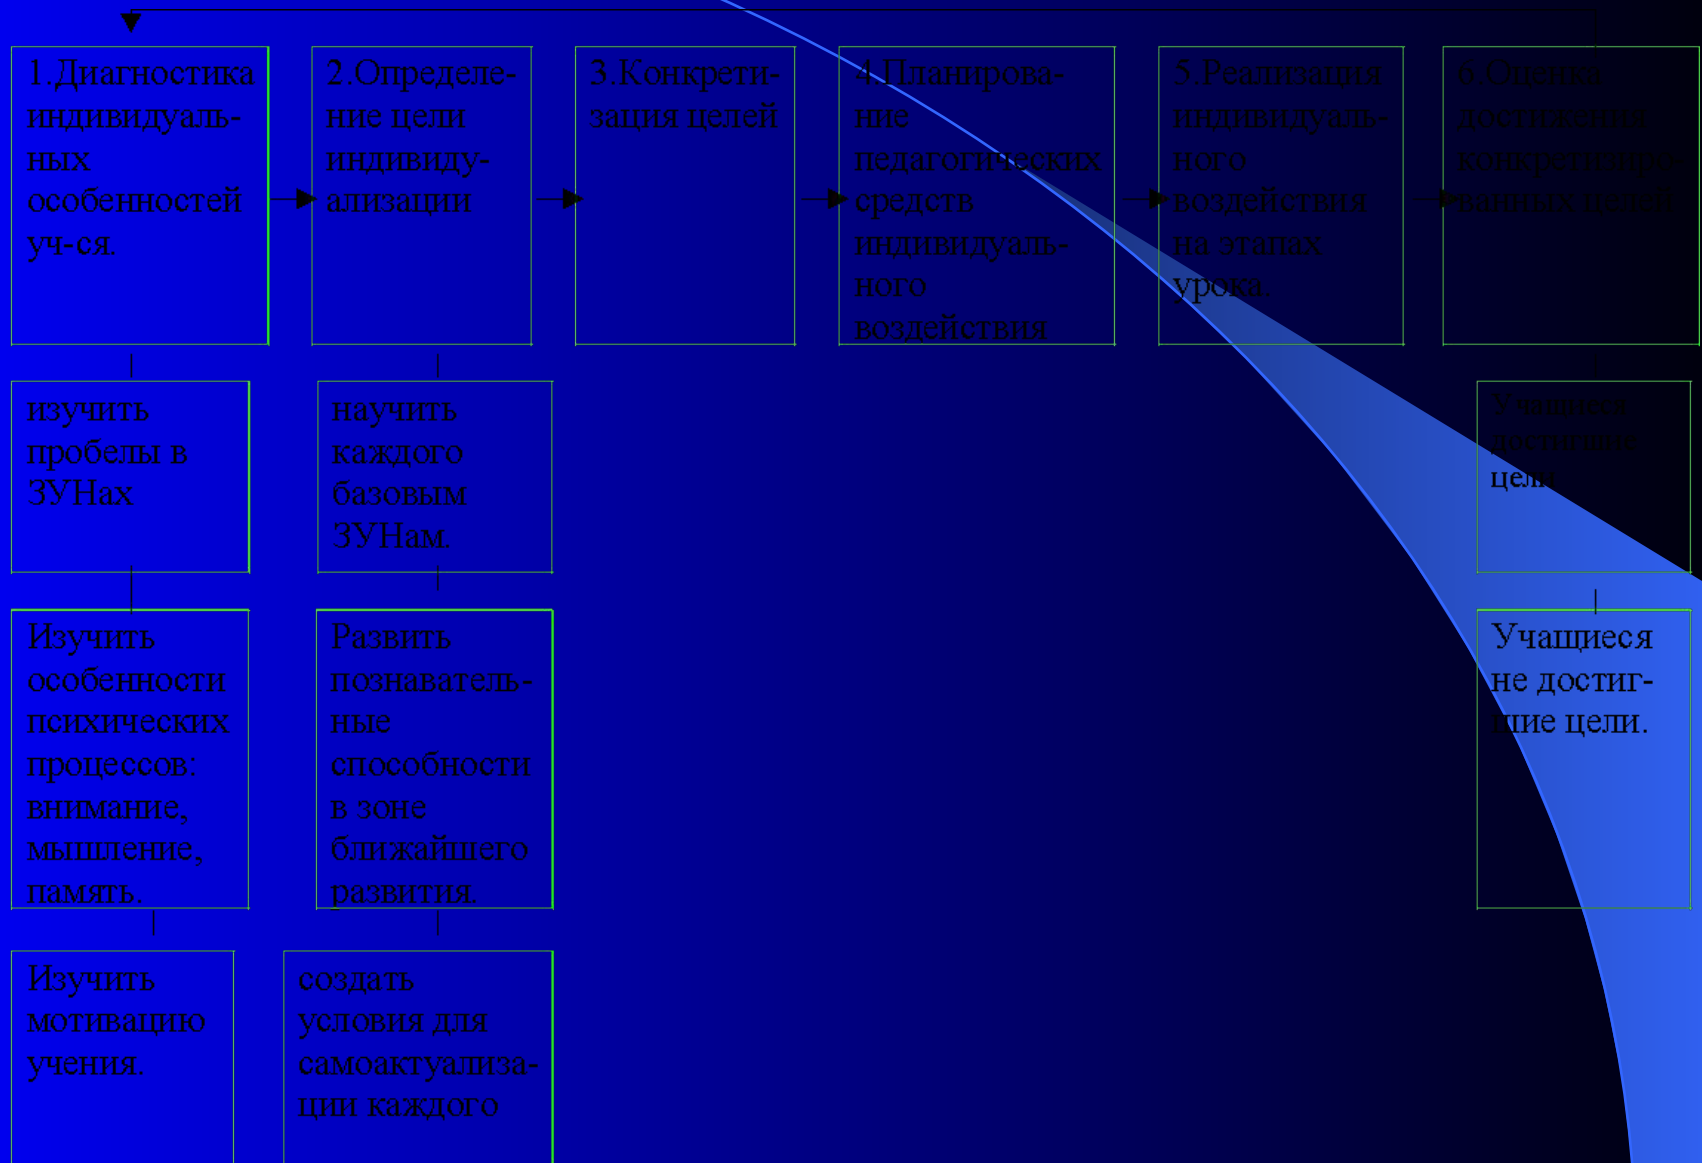 1.Диагностика
индивидуаль-
ных
особенностей
уч-ся.
2.Определе-
ние цели
индивиду-
ализации
3.Конкрети-
зация целей
4.Планирова-
ние
педагогических
средств
индивидуаль-
ного
воздействия
5.Реализация
индивидуаль-
ного
воздействия
на этапах
урока.
6.Оценка
достижения
конкретизиро-
ванных целей.
изучить
пробелы в
ЗУНах
научить
каждого
базовым
ЗУНам.
Учащиеся
достигшие
цели
Изучить
особенности
психических
процессов:
внимание,
мышление,
память.
Развить
познаватель-
ные
способности
в зоне
ближайшего
развития.
Учащиеся
не достиг-
шие цели.
Изучить
мотивацию
учения.
создать
условия для
самоактуализа-
ции каждого